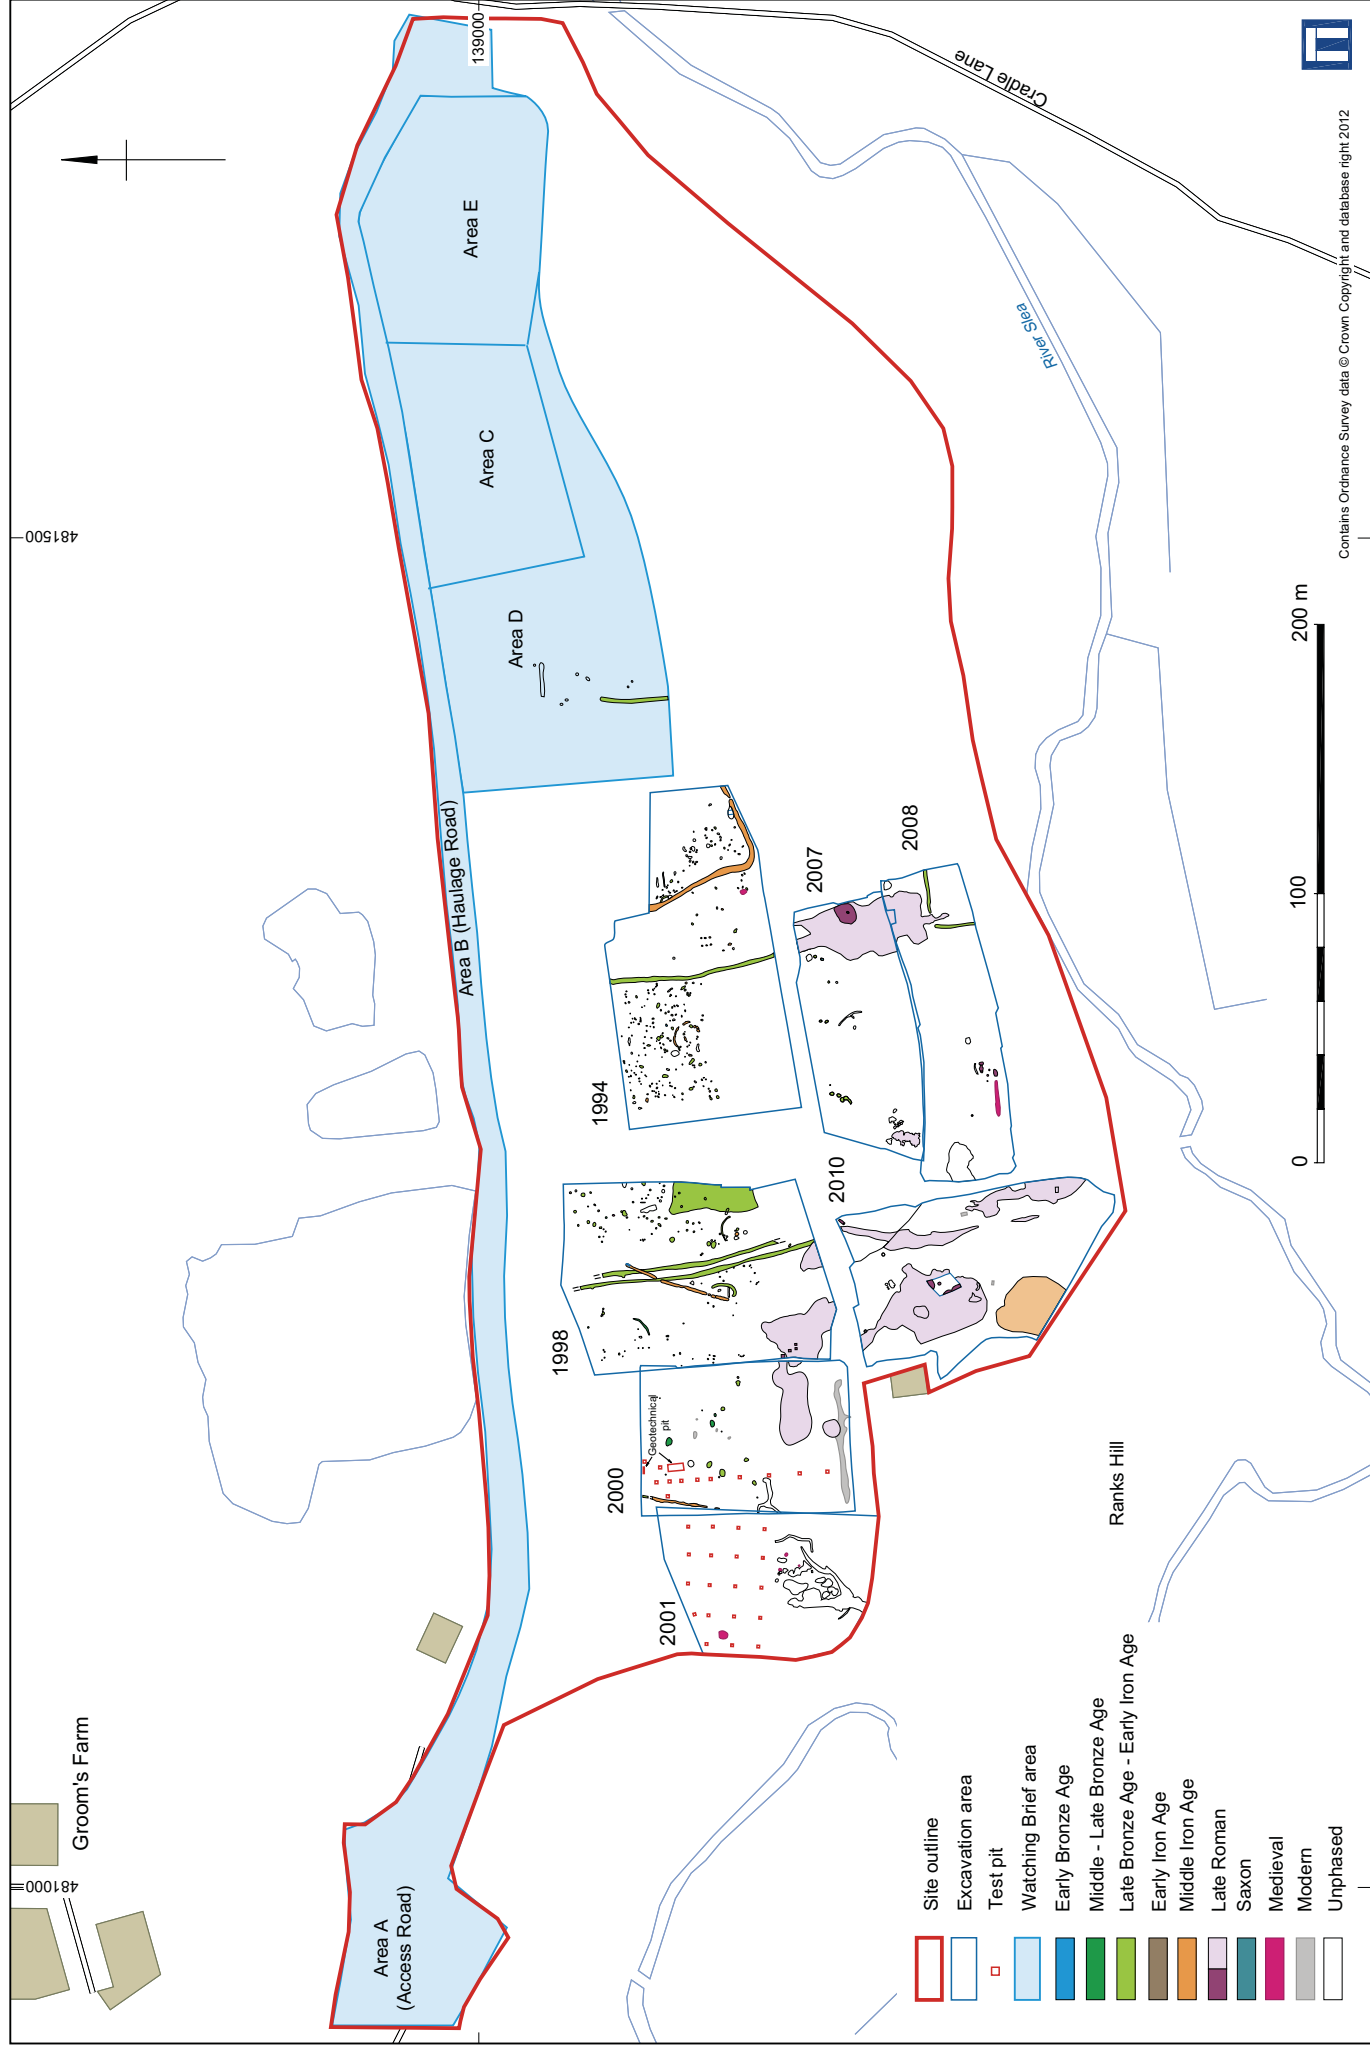 Groom's Farm
481000
481500
139000
Cradle Lane
River Slea
Area A
(Access Road)
Area B (Haulage Road)
Area D
Area C
Area E
2001
2000
1998
1994
2010
2007
2008
Geotechnical
pit
Ranks Hill
Site outline
Excavation area
Test pit
Watching Brief area
Early Bronze Age
Middle - Late Bronze Age
Late Bronze Age - Early Iron Age
Early Iron Age
Middle Iron Age
Late Roman
Saxon
Medieval
Modern
Unphased
0
100
200 m
Contains Ordnance Survey data © Crown Copyright and database right 2012